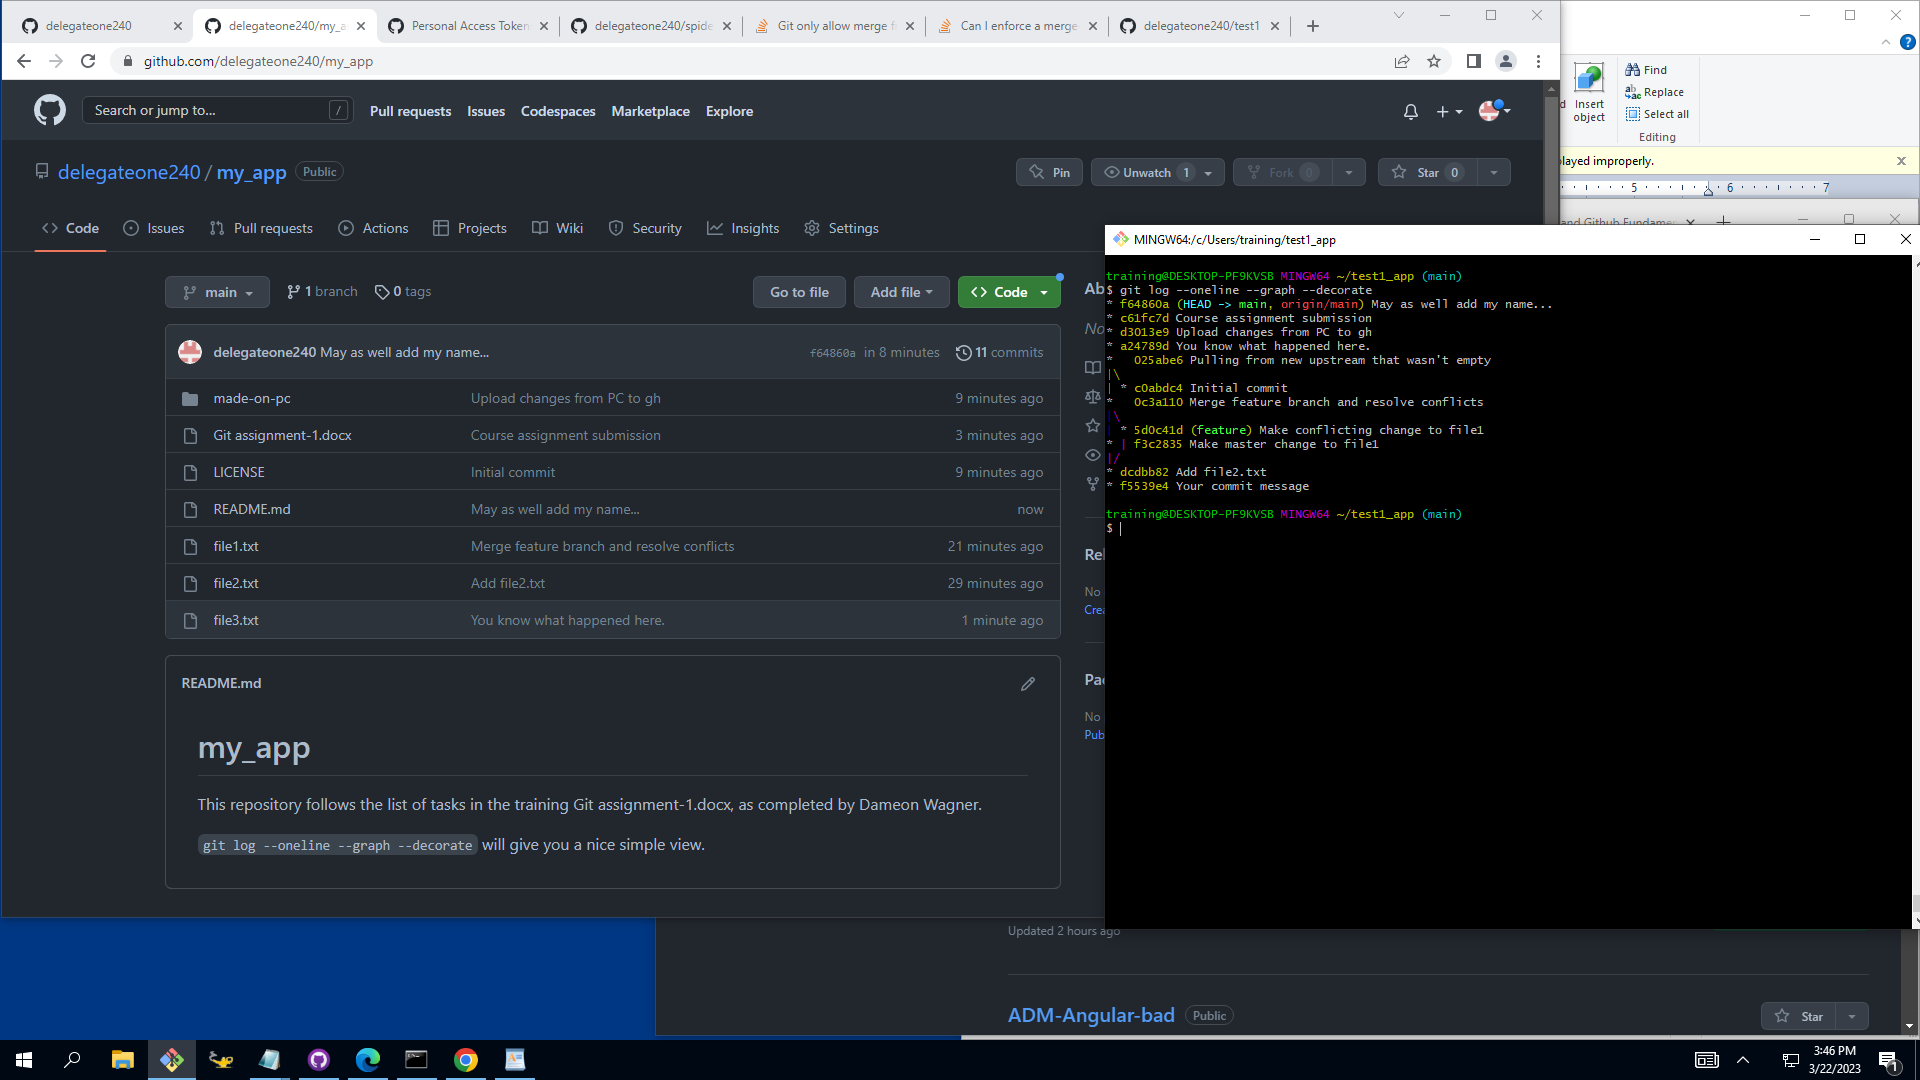 delegateone240
delegateone240/my_a
Personal Access Token
delegateone240/spide
Git only allow merge f
Can I enforce a merge
delegateone240/test1
github.com/delegateone240/my_app
Search or jump to...
/
Pull requests
Issues
Codespaces
Marketplace
Explore
delegateone240 / my_app
Public
Pin
Unwatch 1
Fork 0
Star 0
Code
Issues
Pull requests
Actions
Projects
Wiki
Security
Insights
Settings
main
1 branch
0 tags
Go to file
Add file
Code
Ab
No
delegateone240 May as well add my name...
f64860a in 8 minutes
11 commits
made-on-pc
Upload changes from PC to gh
9 minutes ago
Git assignment-1.docx
Course assignment submission
3 minutes ago
LICENSE
Initial commit
9 minutes ago
README.md
May as well add my name...
now
file1.txt
Merge feature branch and resolve conflicts
21 minutes ago
file2.txt
Add file2.txt
29 minutes ago
file3.txt
You know what happened here.
1 minute ago
Rel
No
Crea
Pac
No
Pub
README.md
my_app
This repository follows the list of tasks in the training Git assignment-1.docx, as completed by Dameon Wagner.
git log --oneline --graph --decorate will give you a nice simple view.
Find
Replace
Select all
Insert
object
Editing
played improperly.
5 6 7
and Github Fundame
MINGW64:/c/Users/training/test1_app
training@DESKTOP-PF9KVSB MINGW64 ~/test1_app (main)
$ git log --oneline --graph --decorate
* f64860a (HEAD -> main, origin/main) May as well add my name...
* c61fc7d Course assignment submission
* d3013e9 Upload changes from PC to gh
* a24789d You know what happened here.
*   025abe6 Pulling from new upstream that wasn't empty
|\
| * c0abdc4 Initial commit
*   0c3a110 Merge feature branch and resolve conflicts
|\
| * 5d0c41d (feature) Make conflicting change to file1
* | f3c2835 Make master change to file1
|/
* dcdbb82 Add file2.txt
* f5539e4 Your commit message
training@DESKTOP-PF9KVSB MINGW64 ~/test1_app (main)
$
Updated 2 hours ago
ADM-Angular-bad
Public
Star
3:46 PM
3/22/2023
1